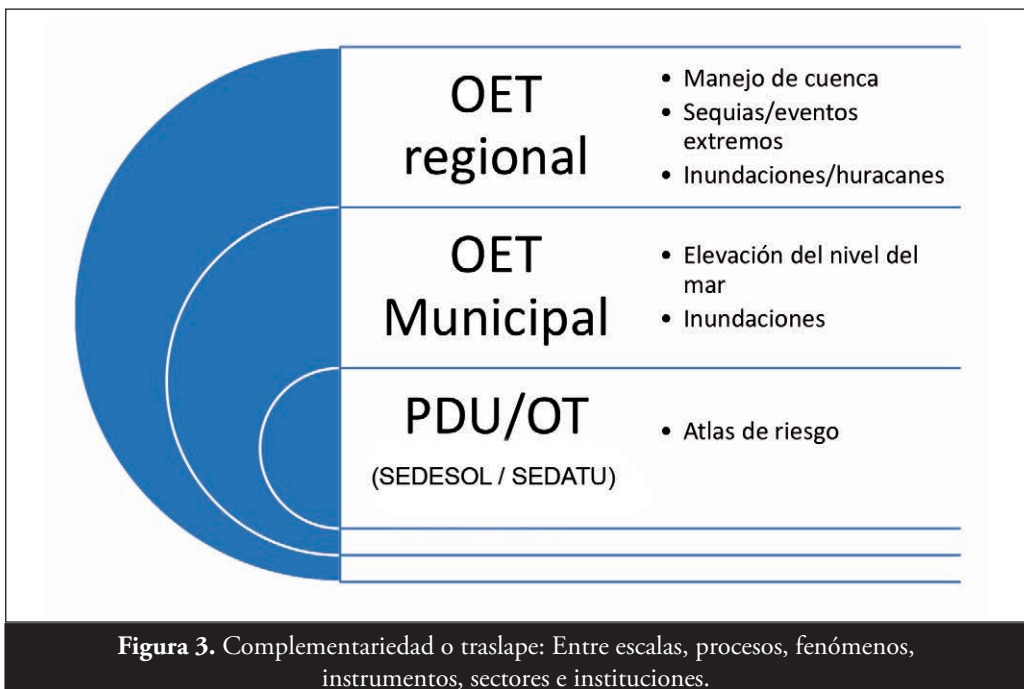 OET
regional
• Manejo de cuenca
• Sequias/eventos
extremos
• Inundaciones/huracanes
OET
Municipal
• Elevación del nivel del
mar
• Inundaciones
PDU/OT
(SEDESOL / SEDATU)
• Atlas de riesgo
Figura 3. Complementariedad o traslape: Entre escalas, procesos, fenómenos,
instrumentos, sectores e instituciones.